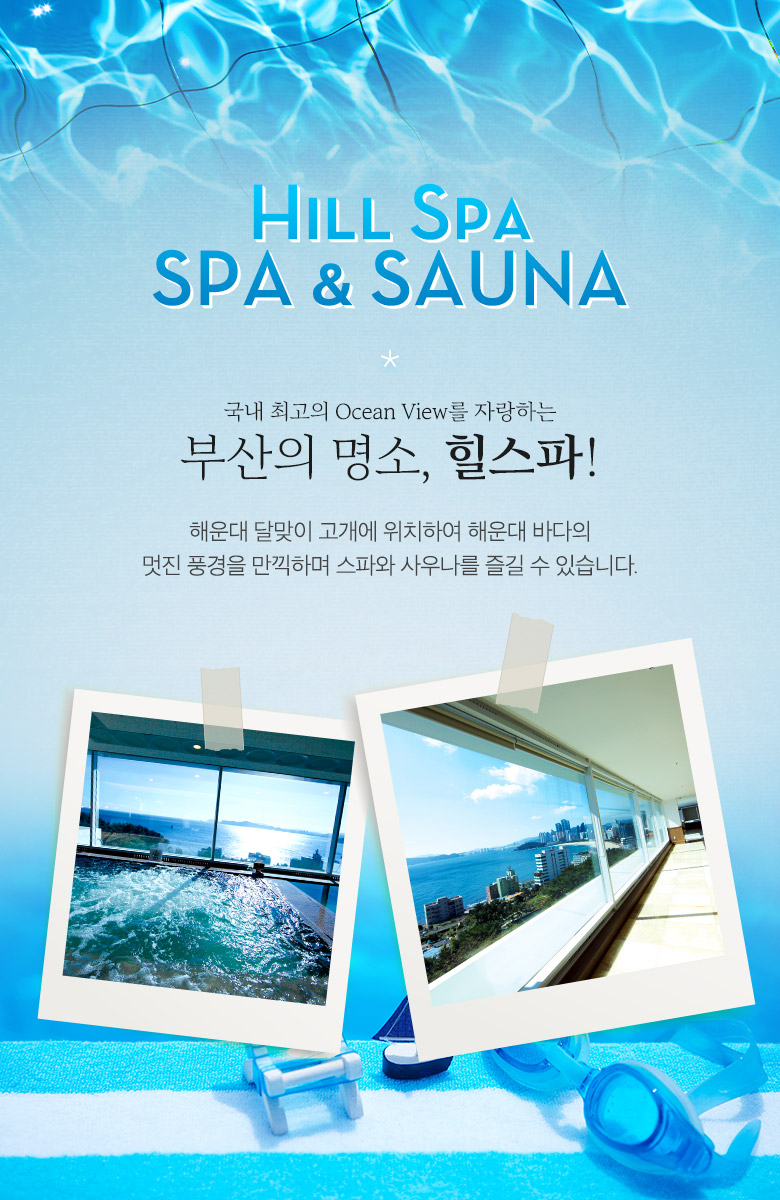 HILL SPA
SPA & SAUNA
국내 최고의 Ocean View를 자랑하는
부산의 명소, 힐스파!
해운대 달맞이 고개에 위치하여 해운대 바다의
멋진 풍경을 만끽하며 스파와 사우나를 즐길 수 있습니다.